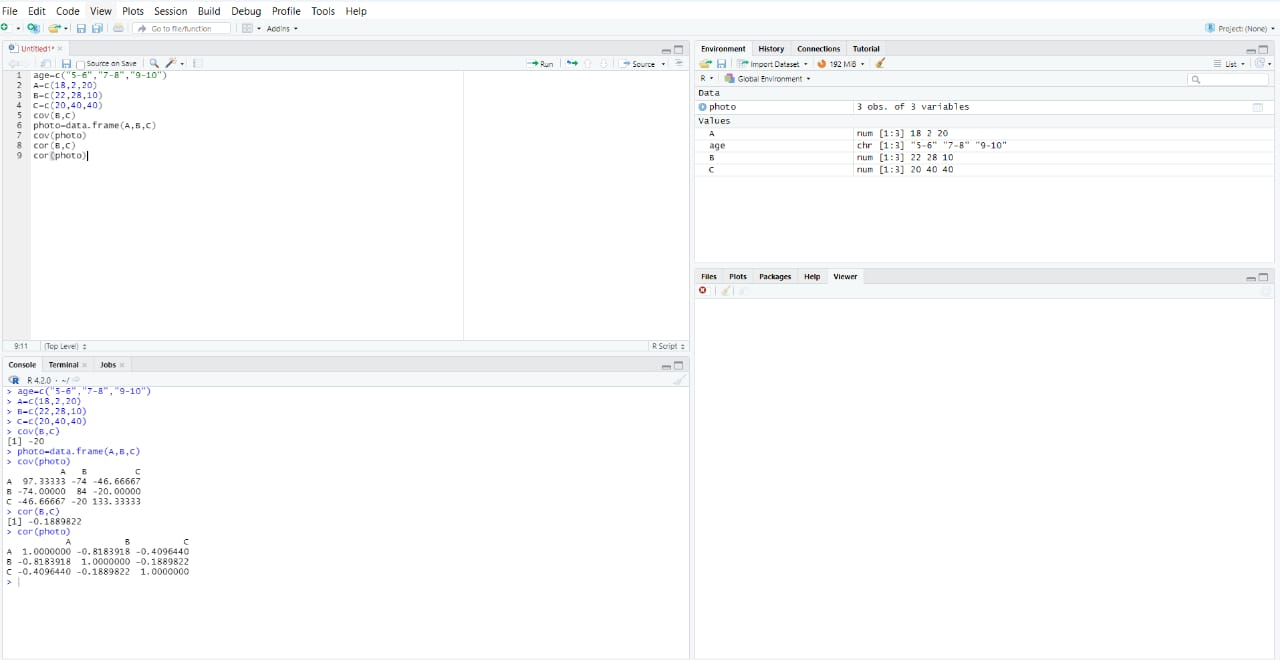 File Edit Code View Plots Session Build Debug Profile Tools Help
Go to file/function Addins Project: (None)
Untitled1*
Source on Save Run Source
1 age=c("5-6","7-8","9-10")
2 A=c(18,2,20)
3 B=c(22,28,10)
4 C=c(20,40,40)
5 cov(B,C)
6 photo=data.frame(A,B,C)
7 cov(photo)
8 cor(B,C)
9 cor(photo)
9:11 (Top Level) R Script
Console Terminal Jobs
R 4.2.0 · ~/
> age=c("5-6","7-8","9-10")
> A=c(18,2,20)
> B=c(22,28,10)
> C=c(20,40,40)
> cov(B,C)
[1] -20
> photo=data.frame(A,B,C)
> cov(photo)
A B C
A 97.33333 -74 -46.66667
B -74.00000 84 -20.00000
C -46.66667 -20 133.33333
> cor(B,C)
[1] -0.1889822
> cor(photo)
A B C
A 1.0000000 -0.8183918 -0.4096440
B -0.8183918 1.0000000 -0.1889822
C -0.4096440 -0.1889822 1.0000000
>
Environment History Connections Tutorial
Import Dataset 192 MiB List
R Global Environment
Data
photo 3 obs. of 3 variables
Values
A num [1:3] 18 2 20
age chr [1:3] "5-6" "7-8" "9-10"
B num [1:3] 22 28 10
C num [1:3] 20 40 40
Files Plots Packages Help Viewer